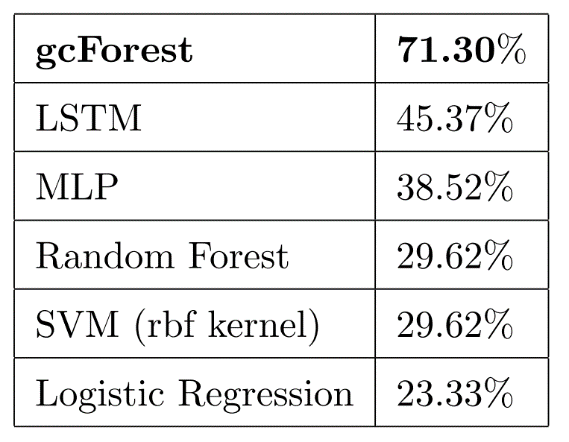 gcForest 71.30%
LSTM 45.37%
MLP 38.52%
Random Forest 29.62%
SVM (rbf kernel) 29.62%
Logistic Regression 23.33%